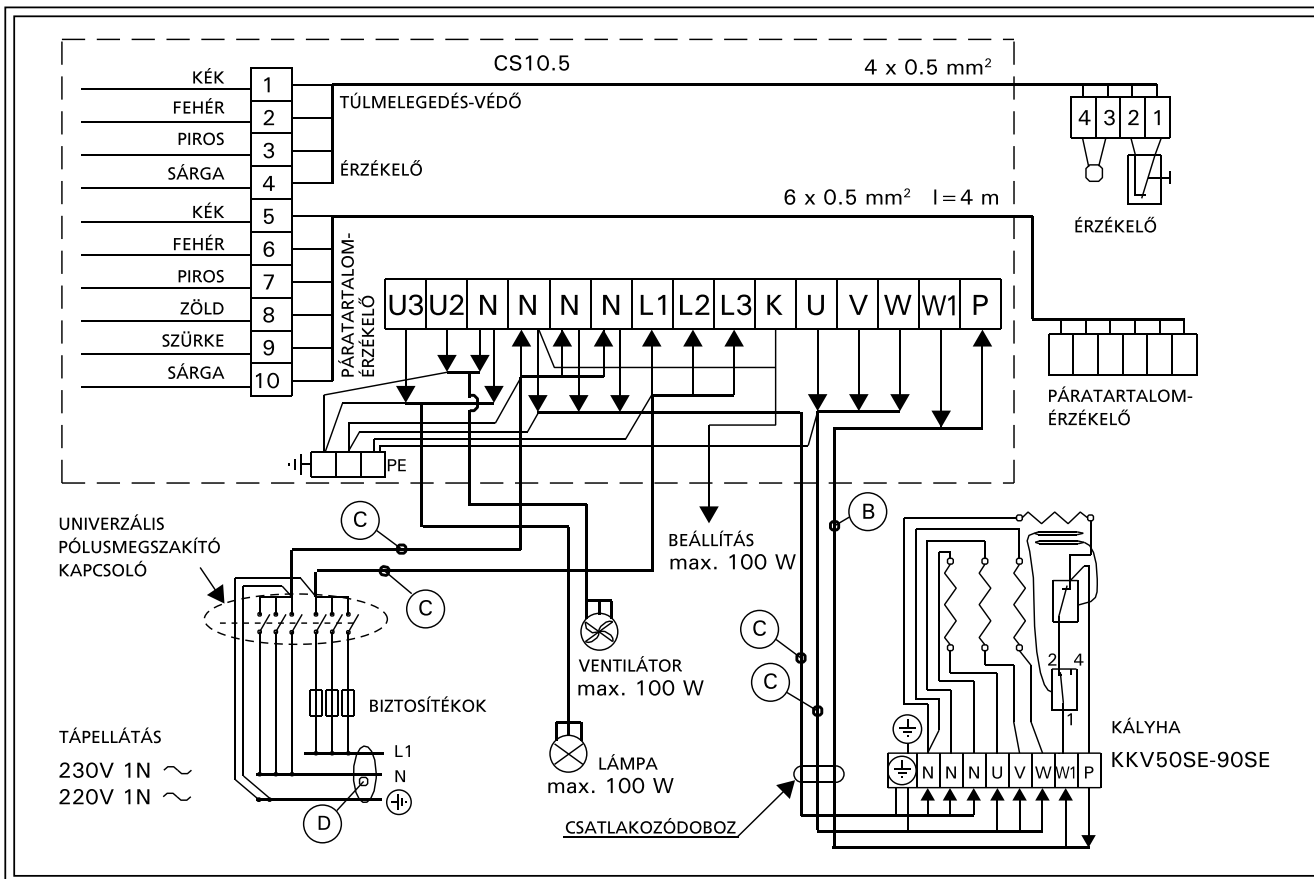 CS10.5
4 x 0.5 mm²
KÉK 1
FEHÉR 2
PIROS 3
SÁRGA 4
KÉK 5
FEHÉR 6
PIROS 7
ZÖLD 8
SZÜRKE 9
SÁRGA 10
TÚLMELEGEDÉS-VÉDŐ
ÉRZÉKELŐ
PÁRATARTALOM-
ÉRZÉKELŐ
4 3 2 1
ÉRZÉKELŐ
6 x 0.5 mm² l=4 m
U3 U2 N N N N L1 L2 L3 K U V W W1 P
PÁRATARTALOM-
ÉRZÉKELŐ
PE
UNIVERZÁLIS
PÓLUSMEGSZAKÍTÓ
KAPCSOLÓ
C
C
BEÁLLÍTÁS
max. 100 W
B
C
C
VENTILÁTOR
max. 100 W
BIZTOSÍTÉKOK
LÁMPA
max. 100 W
TÁPELLÁTÁS
230V 1N ~
220V 1N ~
L1
N
D
CSATLAKOZÓDOBOZ
2 4
1
KÁLYHA
KKV50SE-90SE
N N N U V W W1 P